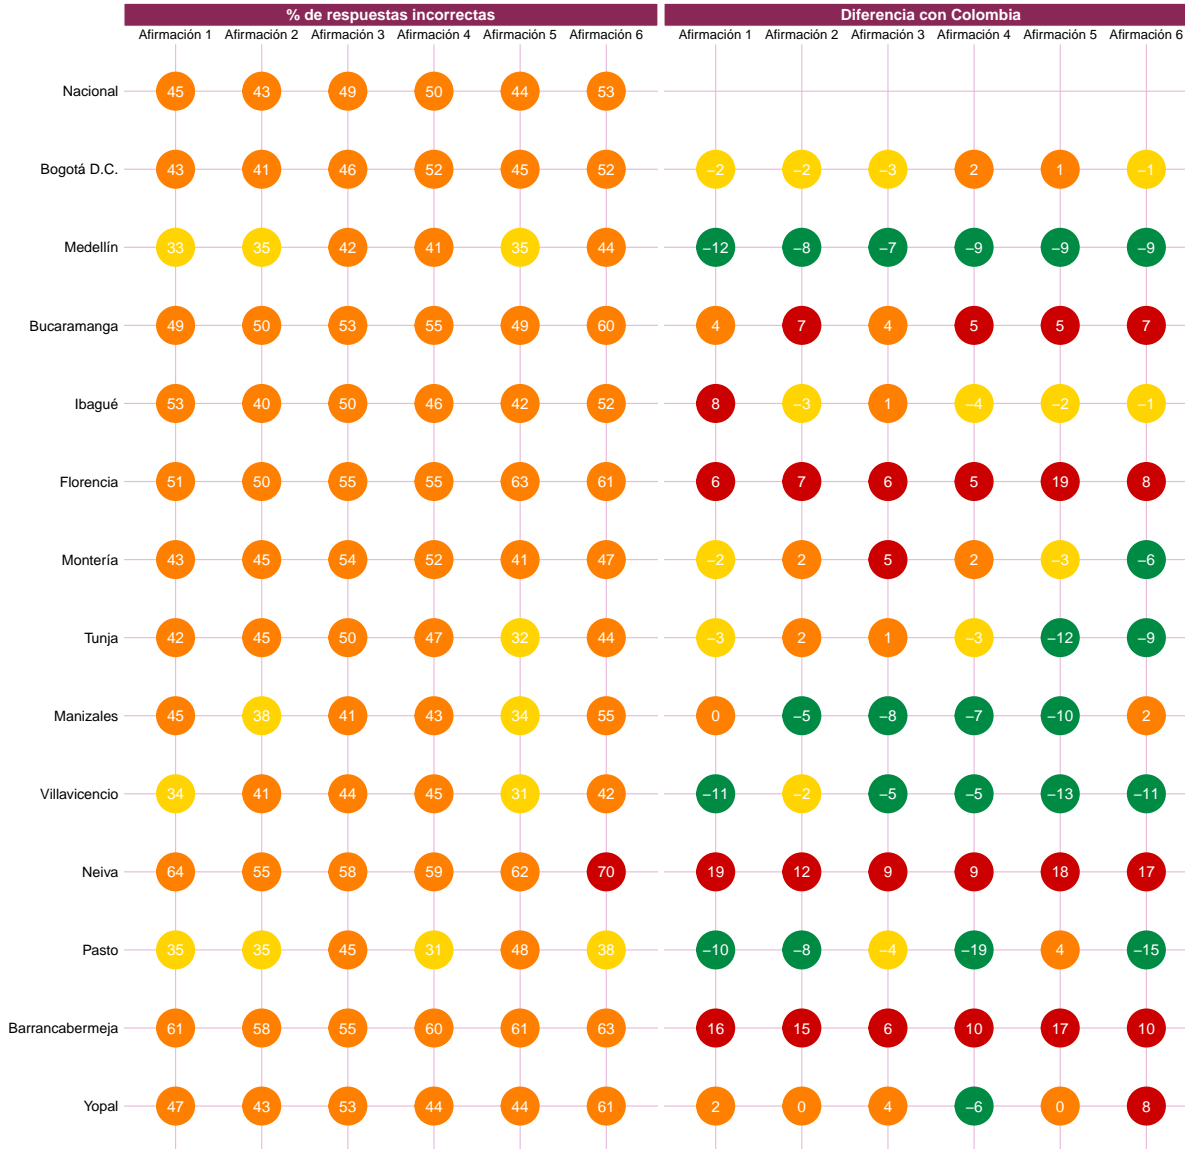 % de respuestas incorrectas Diferencia con Colombia
Afirmación 1 Afirmación 2 Afirmación 3 Afirmación 4 Afirmación 5 Afirmación 6 Afirmación 1 Afirmación 2 Afirmación 3 Afirmación 4 Afirmación 5 Afirmación 6
Nacional 45 43 49 50 44 53
Bogotá D.C. 43 41 46 52 45 52 −2 −2 −3 2 1 −1
Medellín 33 35 42 41 35 44 −12 −8 −7 −9 −9 −9
Bucaramanga 49 50 53 55 49 60 4 7 4 5 5 7
Ibagué 53 40 50 46 42 52 8 −3 1 −4 −2 −1
Florencia 51 50 55 55 63 61 6 7 6 5 19 8
Montería 43 45 54 52 41 47 −2 2 5 2 −3 −6
Tunja 42 45 50 47 32 44 −3 2 1 −3 −12 −9
Manizales 45 38 41 43 34 55 0 −5 −8 −7 −10 2
Villavicencio 34 41 44 45 31 42 −11 −2 −5 −5 −13 −11
Neiva 64 55 58 59 62 70 19 12 9 9 18 17
Pasto 35 35 45 31 48 38 −10 −8 −4 −19 4 −15
Barrancabermeja 61 58 55 60 61 63 16 15 6 10 17 10
Yopal 47 43 53 44 44 61 2 0 4 −6 0 8